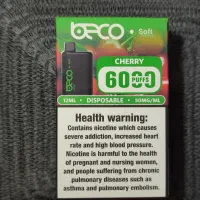 beco Soft
CHERRY
beco 6000
PUFFS
12ML • DISPOSABLE • 50MG/ML
Health warning:
Contains nicotine which causes
severe addiction, increased heart
rate and high blood pressure.
Nicotine is harmful to the health
of pregnant and nursing women,
and people suffering from chronic
pulmonary diseases such as
asthma and pulmonary embolism.